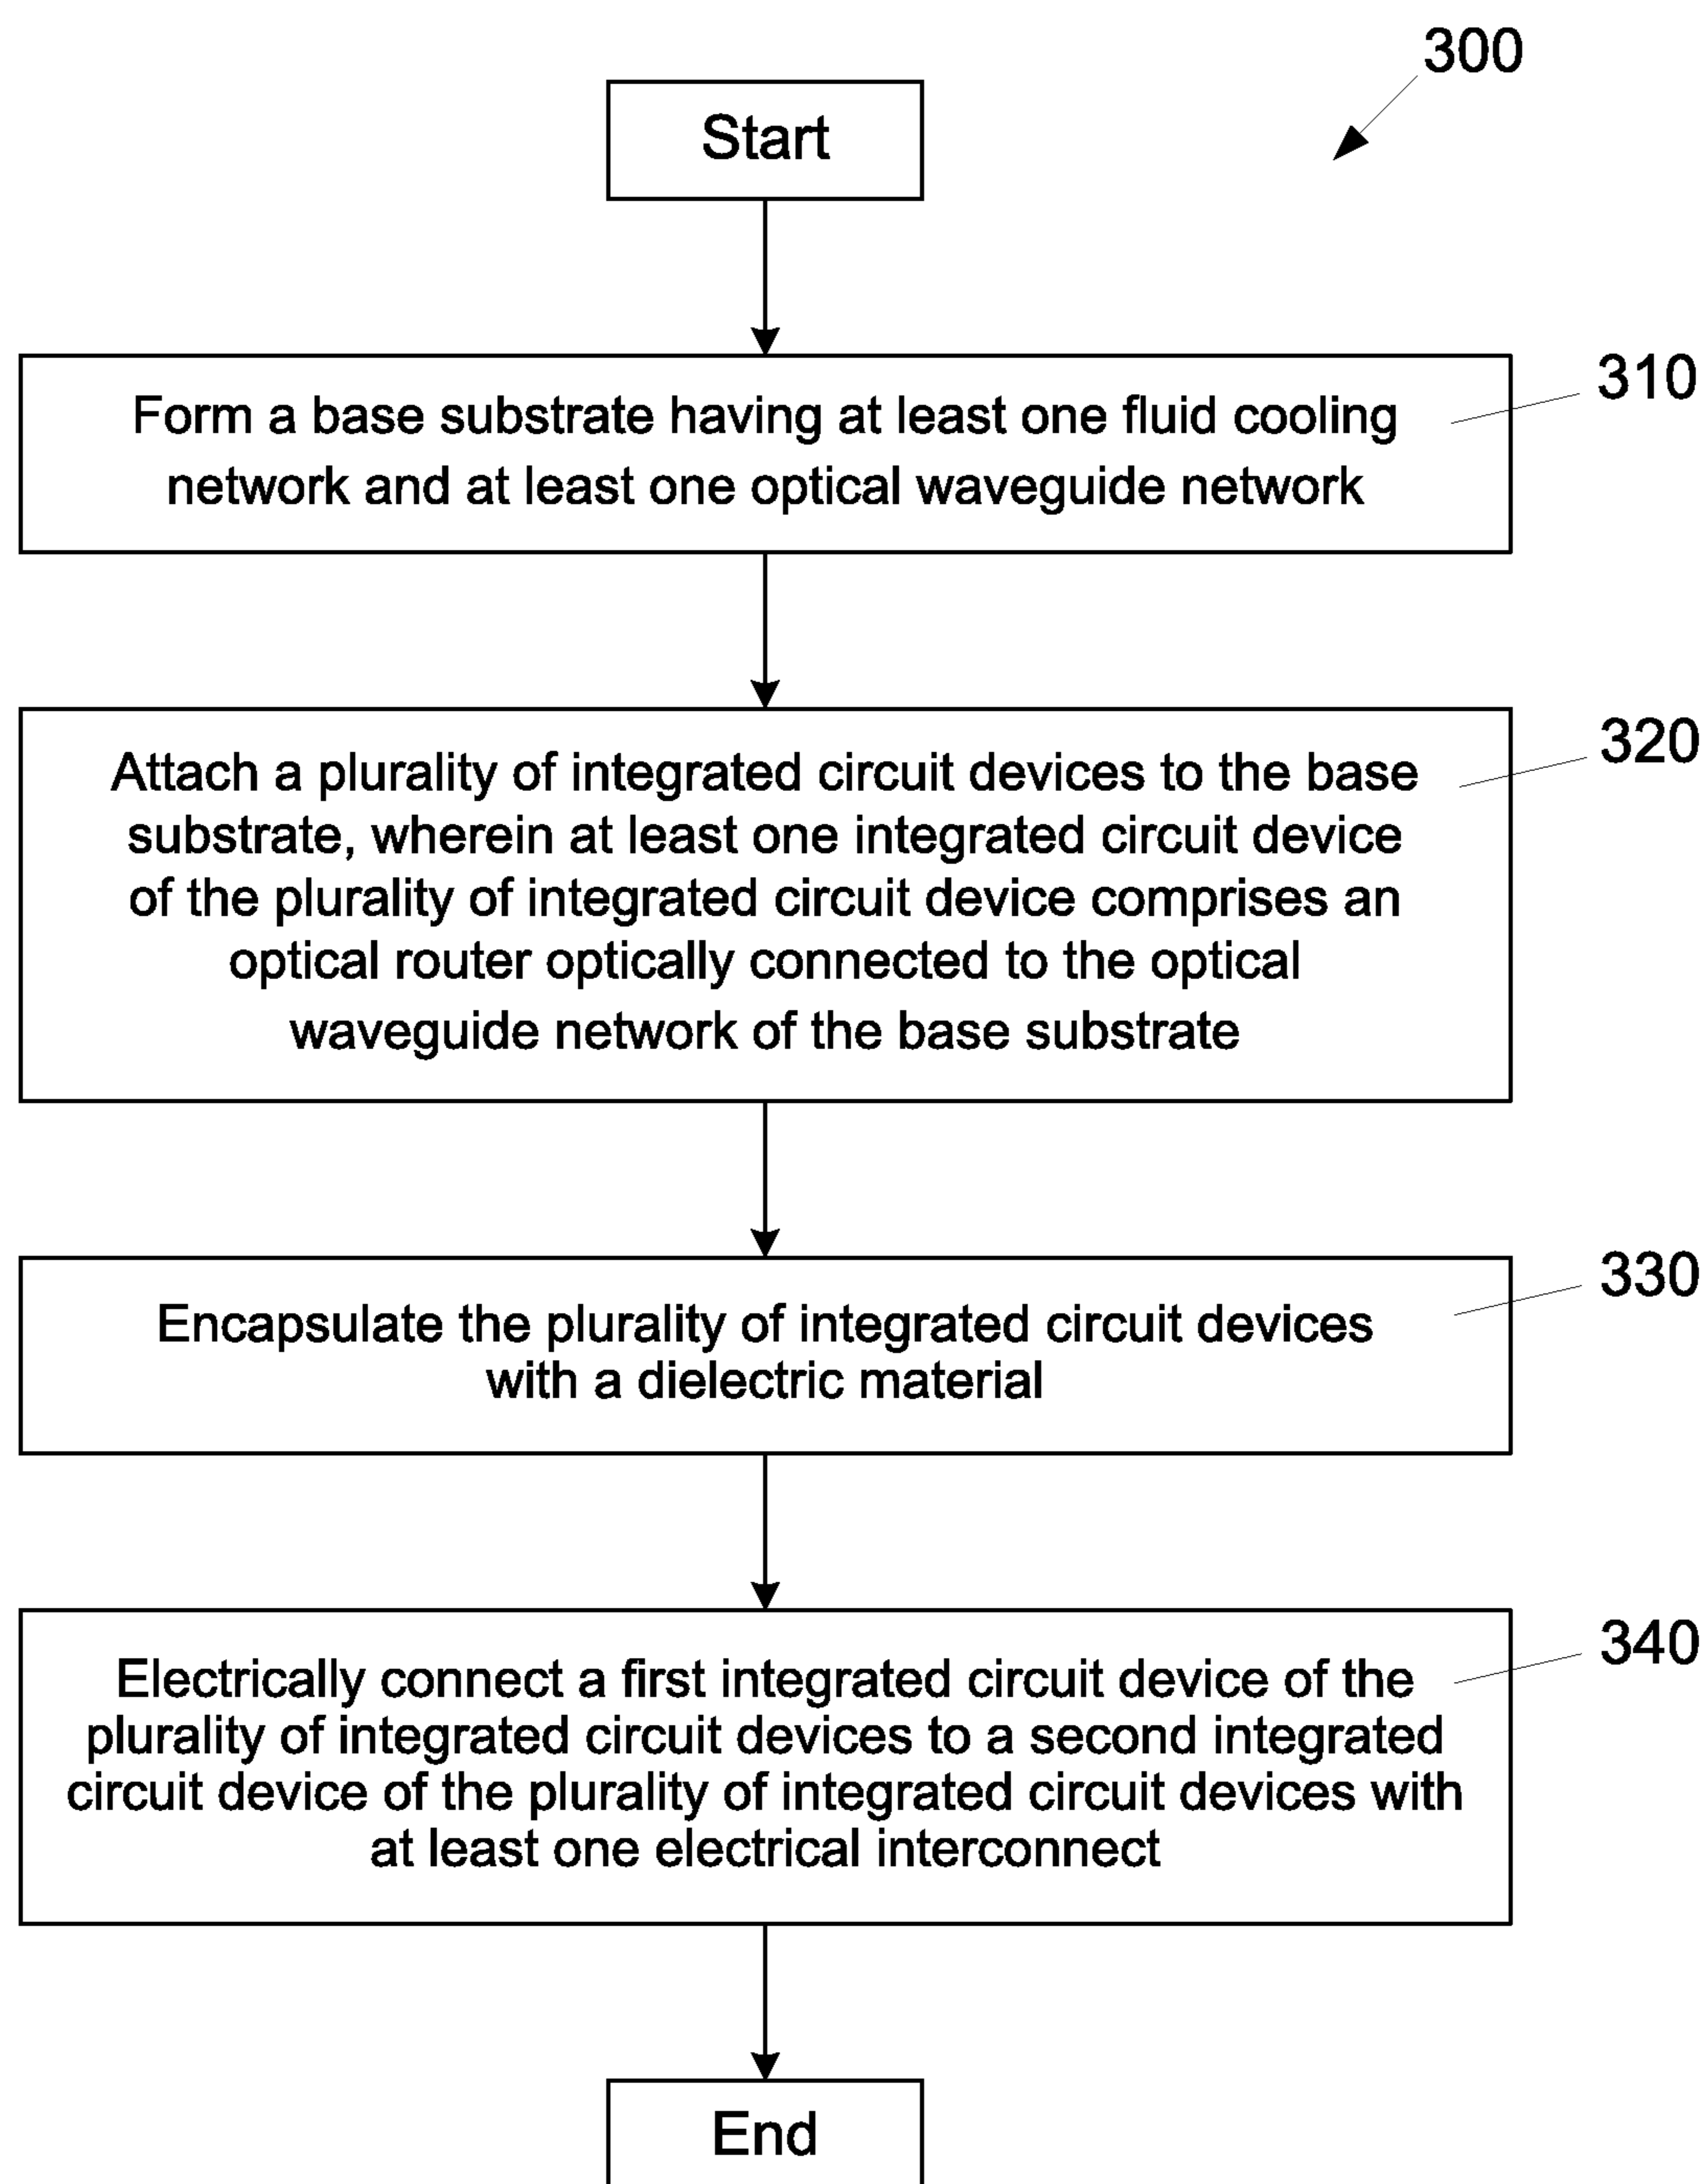 300
Start
310
Form a base substrate having at least one fluid cooling
network and at least one optical waveguide network
320
Attach a plurality of integrated circuit devices to the base
substrate, wherein at least one integrated circuit device
of the plurality of integrated circuit device comprises an
optical router optically connected to the optical
waveguide network of the base substrate
330
Encapsulate the plurality of integrated circuit devices
with a dielectric material
340
Electrically connect a first integrated circuit device of the
plurality of integrated circuit devices to a second integrated
circuit device of the plurality of integrated circuit devices with
at least one electrical interconnect
End